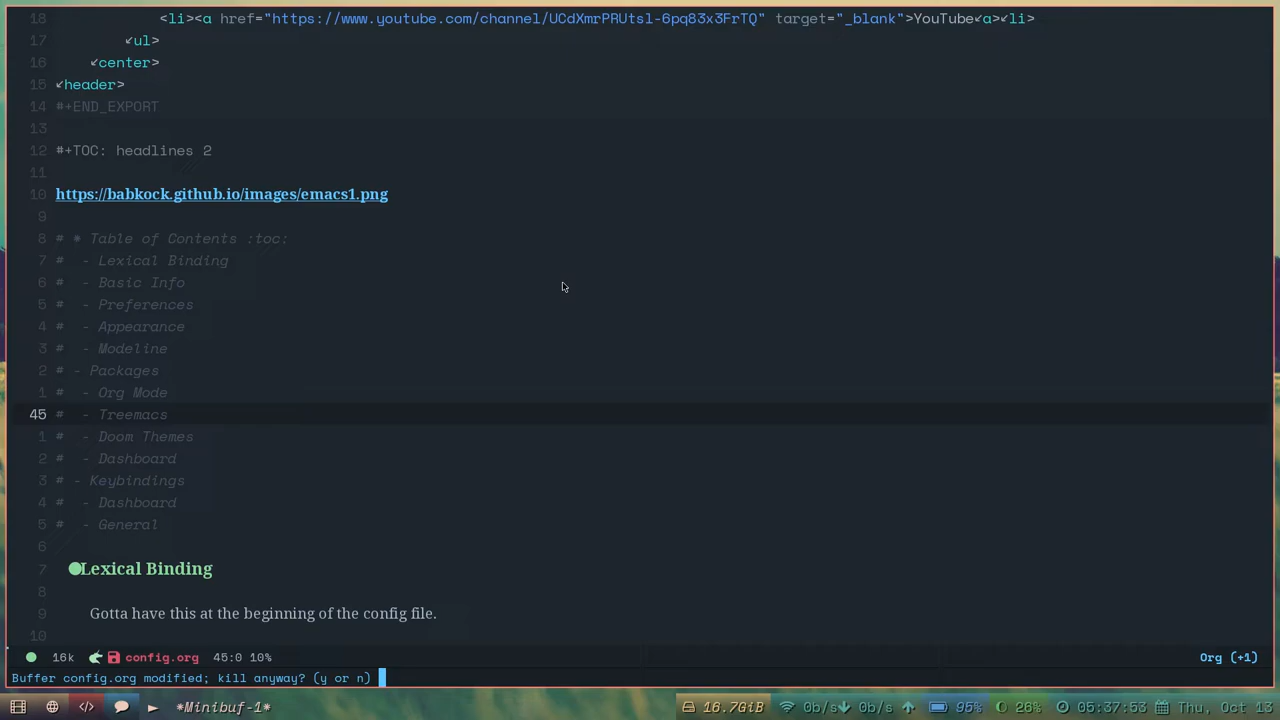 18 <li><a href="https://www.youtube.com/channel/UCdXmrPRUtsl-6pq83x3FrTQ" target="_blank">YouTube</a></li>
17 </ul>
16 </center>
15 </header>
14 #+END_EXPORT
13
12 #+TOC: headlines 2
11
10 https://babkock.github.io/images/emacs1.png
9
8 # * Table of Contents :toc:
7 #  - Lexical Binding
6 #  - Basic Info
5 #  - Preferences
4 #  - Appearance
3 #  - Modeline
2 # - Packages
1 #  - Org Mode
45 #  - Treemacs
1 #  - Doom Themes
2 #  - Dashboard
3 # - Keybindings
4 #  - Dashboard
5 #  - General
6
7 Lexical Binding
8
9 Gotta have this at the beginning of the config file.
10
16k config.org 45:0 10% Org (+1)
Buffer config.org modified; kill anyway? (y or n)
*Minibuf-1* 16.7GiB 0b/s 0b/s 95% 26% 05:37:53 Thu, Oct 13